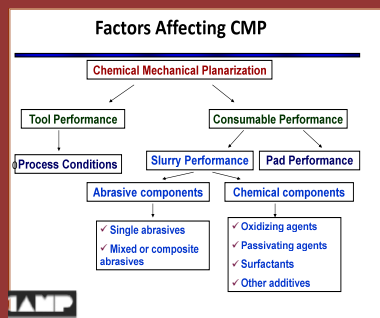 Factors Affecting CMP
Chemical Mechanical Planarization
Tool Performance
Consumable Performance
Process Conditions
Slurry Performance
Pad Performance
Abrasive components
Chemical components
✓ Single abrasives
✓ Mixed or composite
abrasives
✓ Oxidizing agents
✓ Passivating agents
✓ Surfactants
✓ Other additives